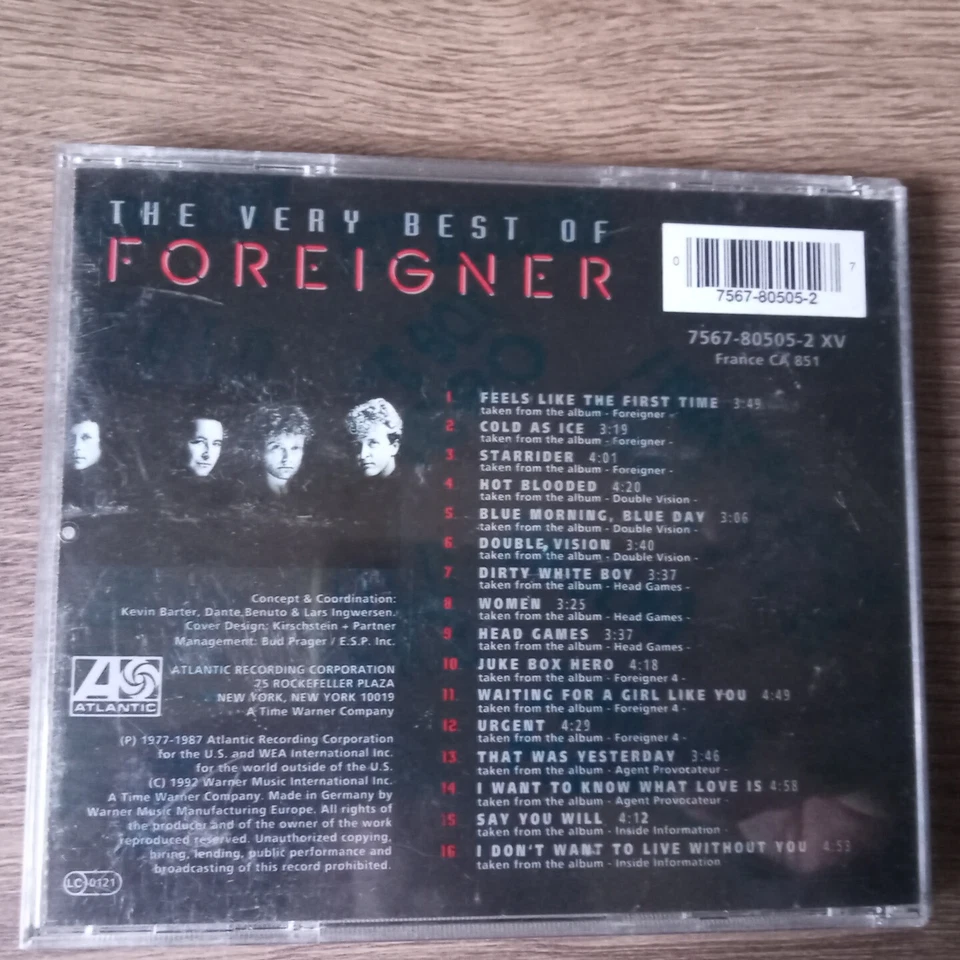 THE VERY BEST OF
FOREIGNER
0 7
7567-80505-2
7567-80505-2 XV
France CA 851
1. FEELS LIKE THE FIRST TIME 3:49
taken from the album - Foreigner -
2. COLD AS ICE 3:19
taken from the album - Foreigner -
3. STARRIDER 4:01
taken from the album - Foreigner -
4. HOT BLOODED 4:20
taken from the album - Double Vision -
5. BLUE MORNING, BLUE DAY 3:06
taken from the album - Double Vision -
6. DOUBLE VISION 3:40
taken from the album - Double Vision -
7. DIRTY WHITE BOY 3:37
taken from the album - Head Games -
8. WOMEN 3:25
taken from the album - Head Games -
9. HEAD GAMES 3:37
taken from the album - Head Games -
10. JUKE BOX HERO 4:18
taken from the album - Foreigner 4 -
11. WAITING FOR A GIRL LIKE YOU 4:49
taken from the album - Foreigner 4 -
12. URGENT 4:29
taken from the album - Foreigner 4 -
13. THAT WAS YESTERDAY 3:46
taken from the album - Agent Provocateur -
14. I WANT TO KNOW WHAT LOVE IS 4:58
taken from the album - Agent Provocateur -
15. SAY YOU WILL 4:12
taken from the album - Inside Information -
16. I DON'T WANT TO LIVE WITHOUT YOU 4:53
taken from the album - Inside Information
Concept & Coordination:
Kevin Barter, Dante Benuto & Lars Ingwersen.
Cover Design: Kirschstein + Partner
Management: Bud Prager / E.S.P. Inc.
ATLANTIC
ATLANTIC RECORDING CORPORATION
75 ROCKEFELLER PLAZA
NEW YORK, NEW YORK 10019
A Time Warner Company
(P) 1977-1987 Atlantic Recording Corporation
for the U.S. and WEA International Inc.
for the world outside of the U.S.
(C) 1992 Warner Music International Inc.
A Time Warner Company. Made in Germany by
Warner Music Manufacturing Europe. All rights of
the producer and of the owner of the work
reproduced reserved. Unauthorized copying,
hiring, lending, public performance and
broadcasting of this record prohibited.
LC 0121